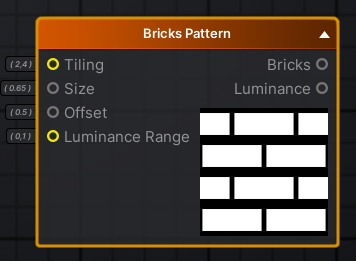 Bricks Pattern
(2,4) Tiling Bricks
(0.65) Size Luminance
(0.5) Offset
(0,1) Luminance Range